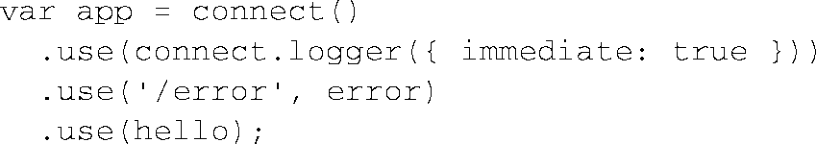 var app = connect()
  .use(connect.logger({ immediate: true }))
  .use('/error', error)
  .use(hello);